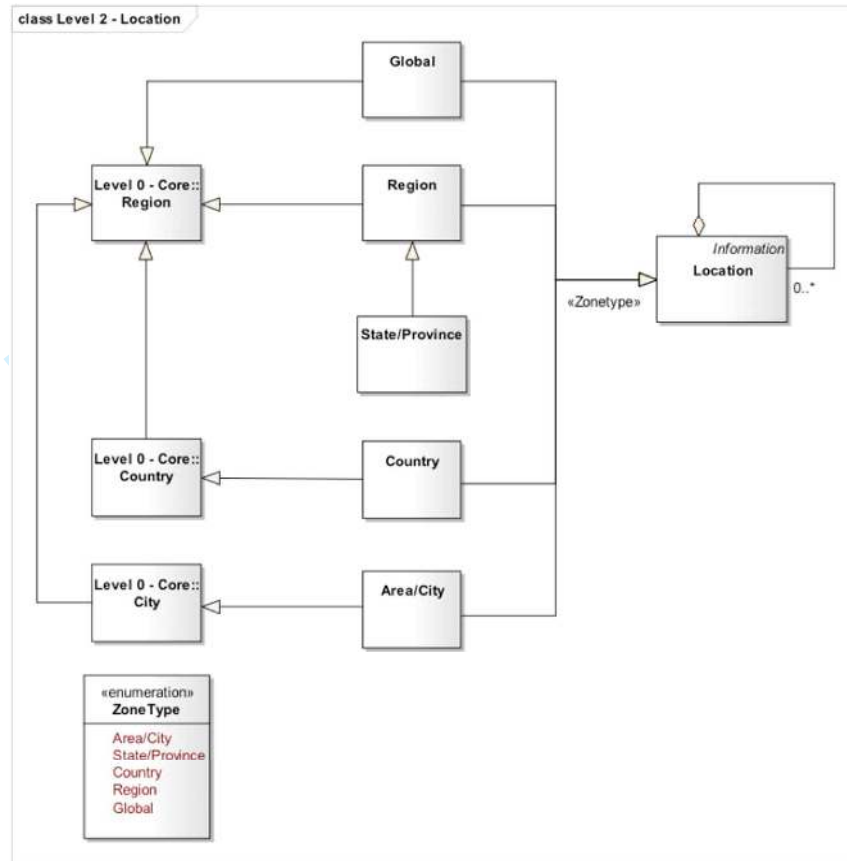 class Level 2 - Location
Global
Level 0 - Core::
Region
Region
Information
Location
0..*
«Zonetype»
State/Province
Level 0 - Core::
Country
Country
Level 0 - Core::
City
Area/City
«enumeration»
ZoneType
Area/City
State/Province
Country
Region
Global